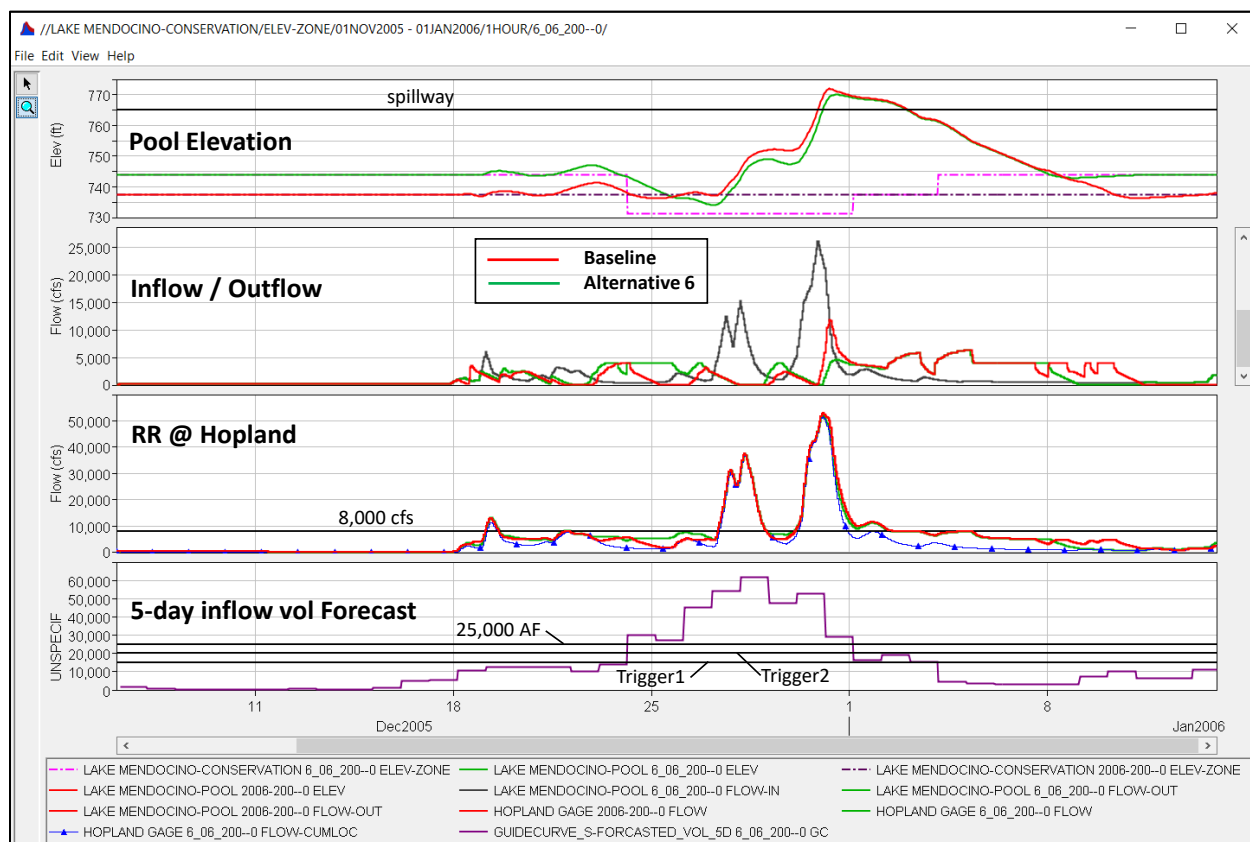 //LAKE MENDOCINO-CONSERVATION/ELEV-ZONE/01NOV2005 - 01JAN2006/1HOUR/6_06_200--0/
File Edit View Help
770
760
750
740
730
Elev (ft)
spillway
Pool Elevation
25,000
20,000
15,000
10,000
5,000
0
Flow (cfs)
Baseline
Alternative 6
Inflow / Outflow
50,000
40,000
30,000
20,000
10,000
0
Flow (cfs)
RR @ Hopland
8,000 cfs
60,000
50,000
40,000
30,000
20,000
10,000
0
UNSPECIF
5-day inflow vol Forecast
25,000 AF
Trigger1
Trigger2
11 18 25 1 8
Dec2005 Jan2006
LAKE MENDOCINO-CONSERVATION 6_06_200--0 ELEV-ZONE LAKE MENDOCINO-POOL 6_06_200--0 ELEV LAKE MENDOCINO-CONSERVATION 2006-200--0 ELEV-ZONE
LAKE MENDOCINO-POOL 2006-200--0 ELEV LAKE MENDOCINO-POOL 6_06_200--0 FLOW-IN LAKE MENDOCINO-POOL 6_06_200--0 FLOW-OUT
LAKE MENDOCINO-POOL 2006-200--0 FLOW-OUT HOPLAND GAGE 2006-200--0 FLOW HOPLAND GAGE 6_06_200--0 FLOW
HOPLAND GAGE 6_06_200--0 FLOW-CUMLOC GUIDECURVE_S-FORCASTED_VOL_5D 6_06_200--0 GC